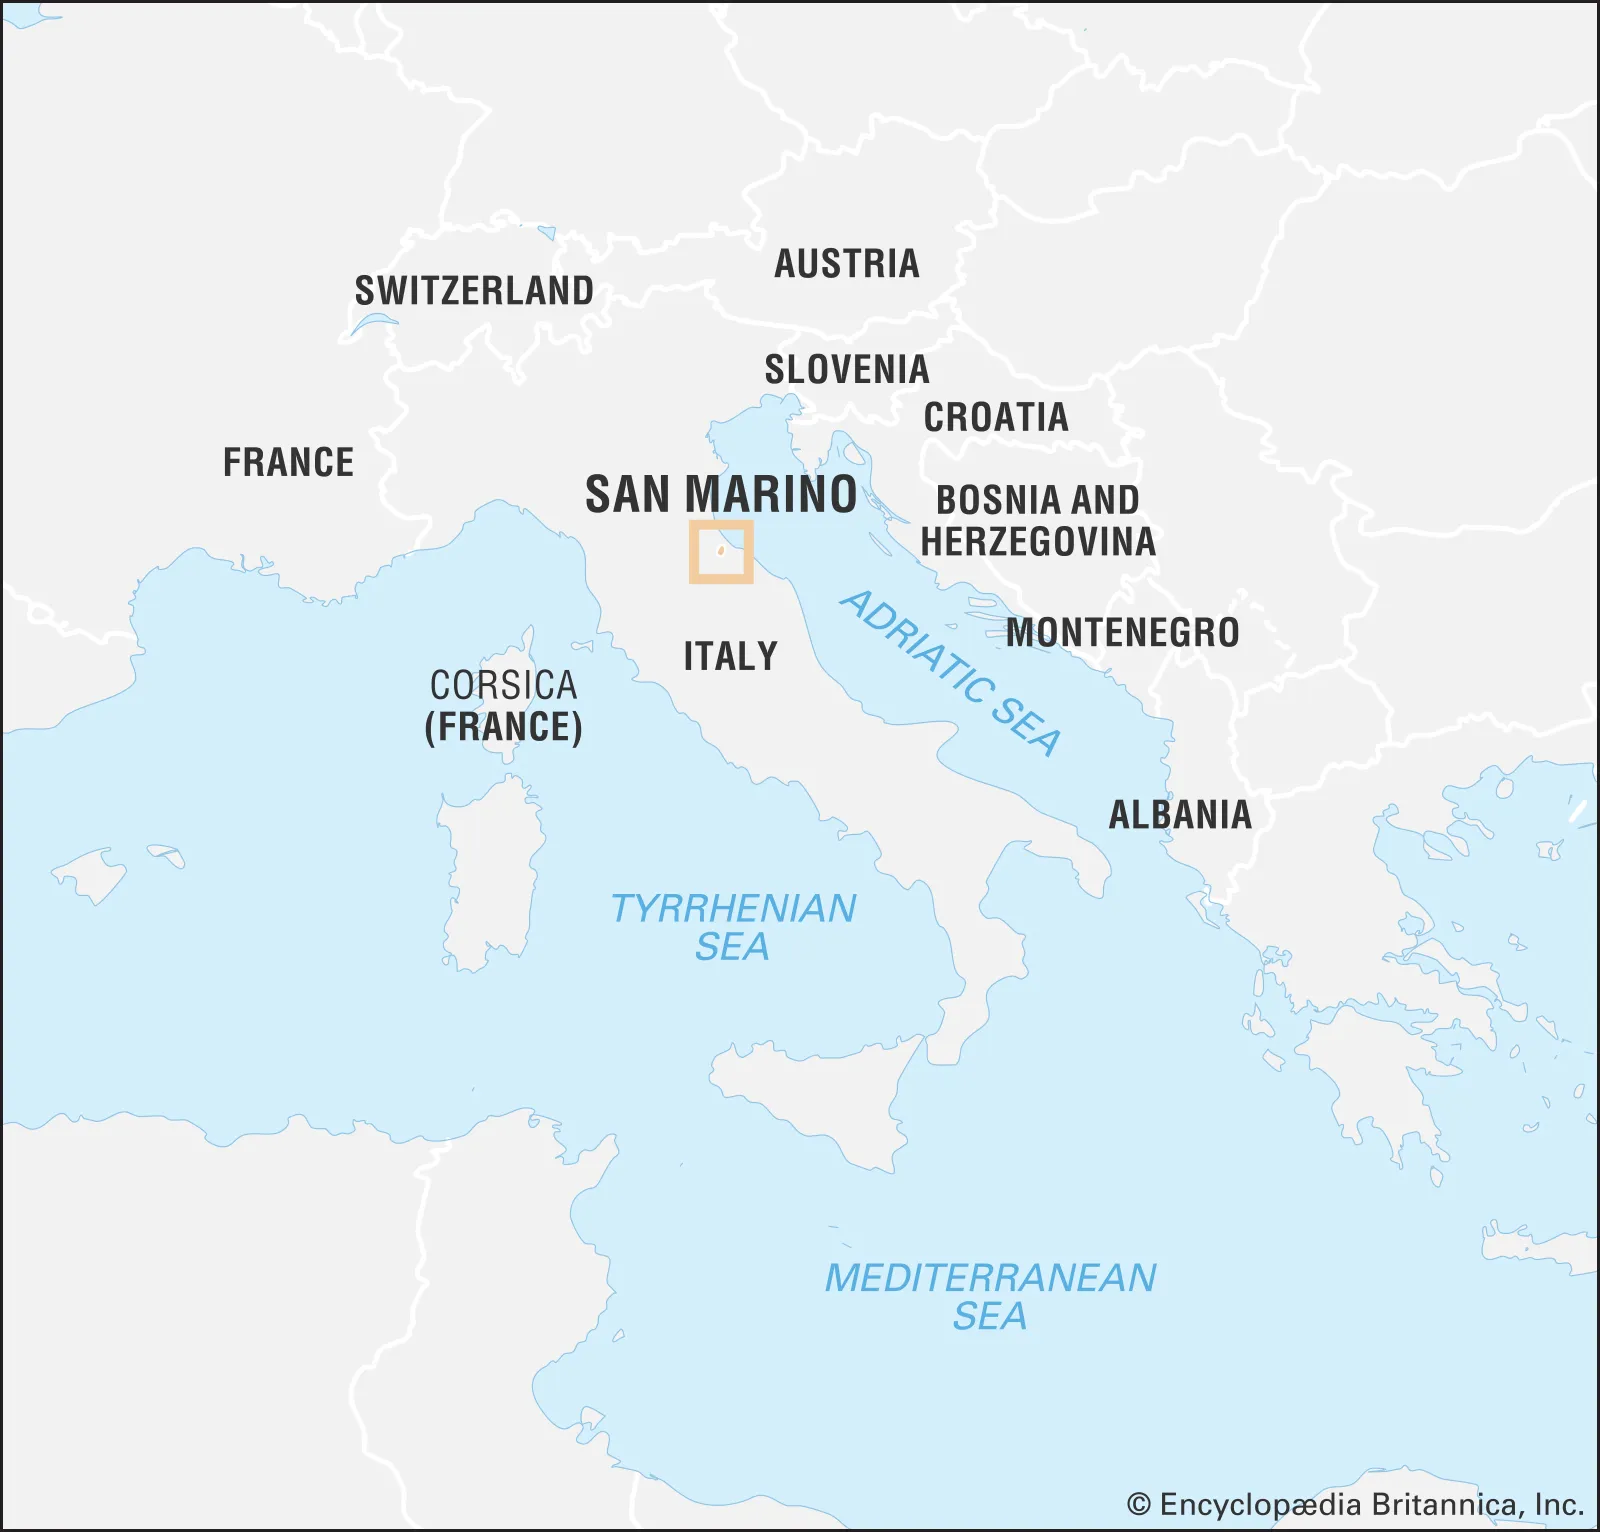 AUSTRIA
SWITZERLAND
SLOVENIA
CROATIA
FRANCE
SAN MARINO
BOSNIA AND
HERZEGOVINA
ADRIATIC SEA
MONTENEGRO
ITALY
CORSICA
(FRANCE)
ALBANIA
TYRRHENIAN
SEA
MEDITERRANEAN
SEA
© Encyclopædia Britannica, Inc.